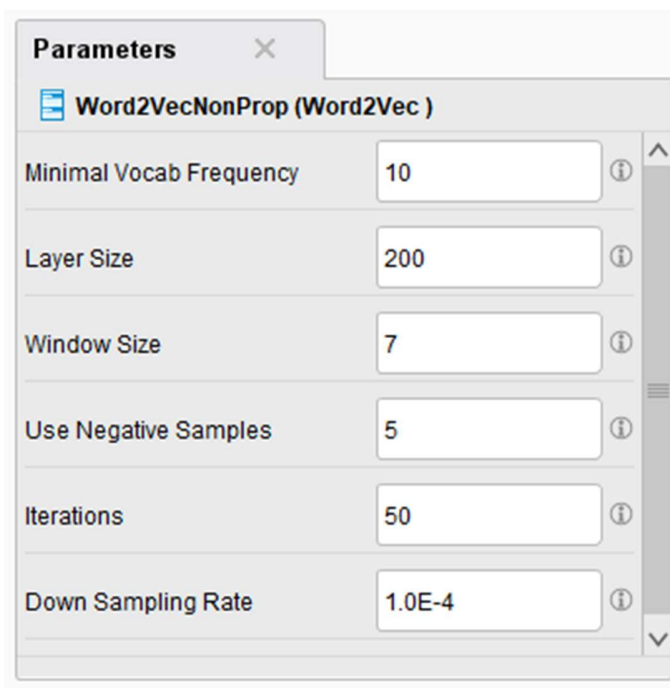 Parameters
Word2VecNonProp (Word2Vec )
Minimal Vocab Frequency 10
Layer Size 200
Window Size 7
Use Negative Samples 5
Iterations 50
Down Sampling Rate 1.0E-4